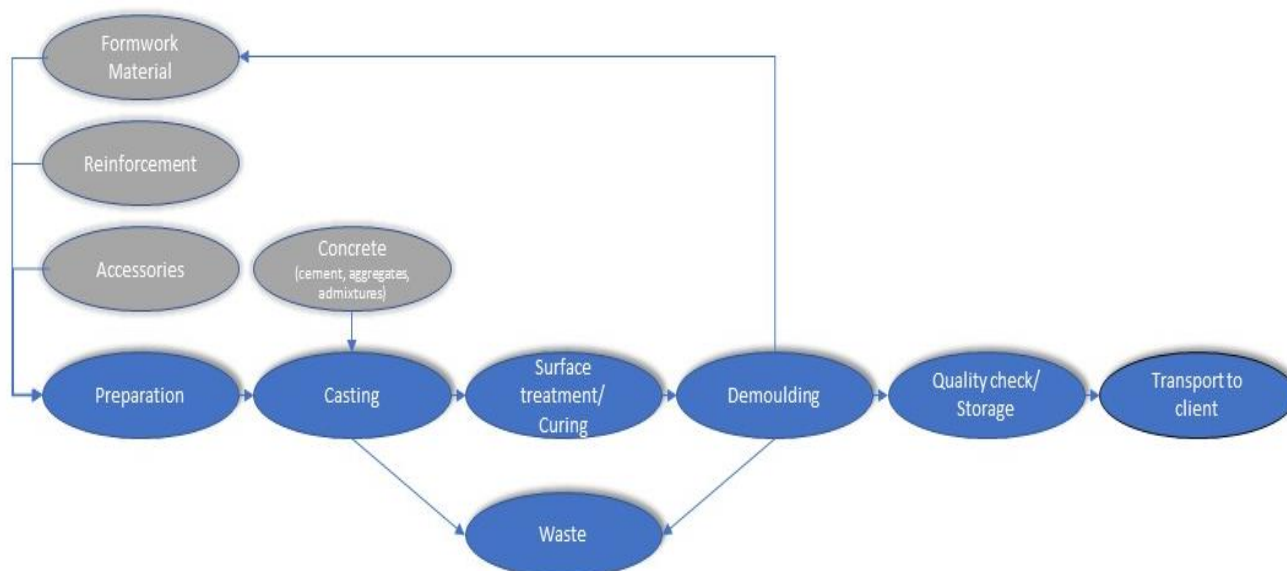 Formwork
Material
Reinforcement
Accessories
Concrete
(cement, aggregates,
admixtures)
Preparation
Casting
Surface
treatment/
Curing
Demoulding
Quality check/
Storage
Transport to
client
Waste